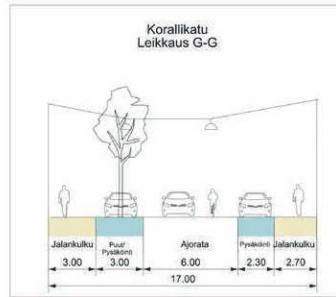 Korallikatu
Leikkaus G-G
Jalankulku
Puut/
Pysäköinti
Ajorata
Pysäköinti
Jalankulku
3.00
3.00
6.00
2.30
2.70
17.00